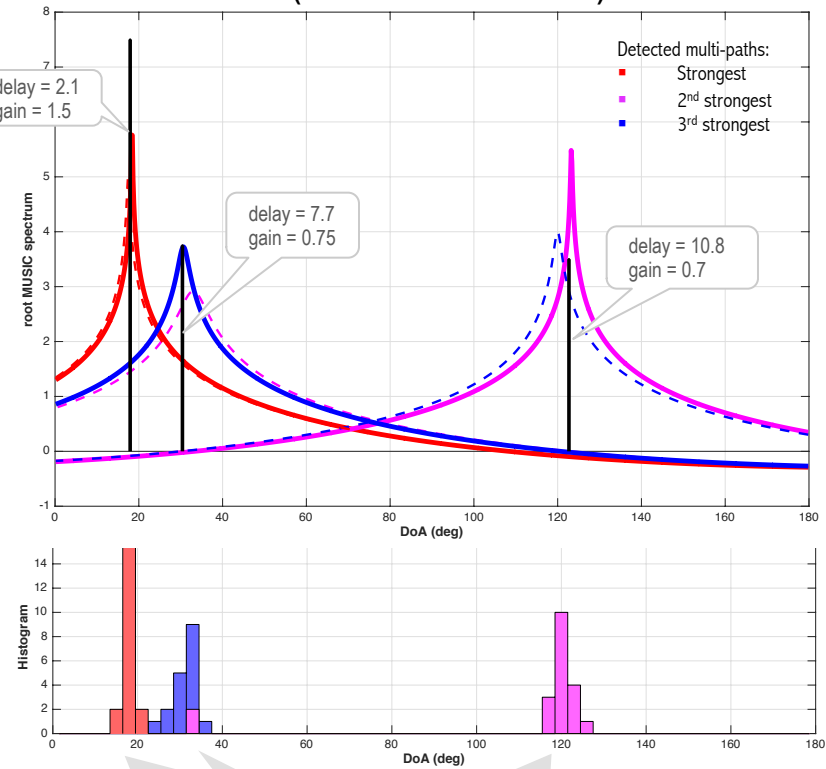 8
7
6
5
4
3
2
1
0
-1
root MUSIC spectrum
delay = 2.1
gain = 1.5
delay = 7.7
gain = 0.75
delay = 10.8
gain = 0.7
Detected multi-paths:
Strongest
2nd strongest
3rd strongest
0 20 40 60 80 100 120 140 160 180
DoA (deg)
14
12
10
8
6
4
2
0
Histogram
0 20 40 60 80 100 120 140 160 180
DoA (deg)